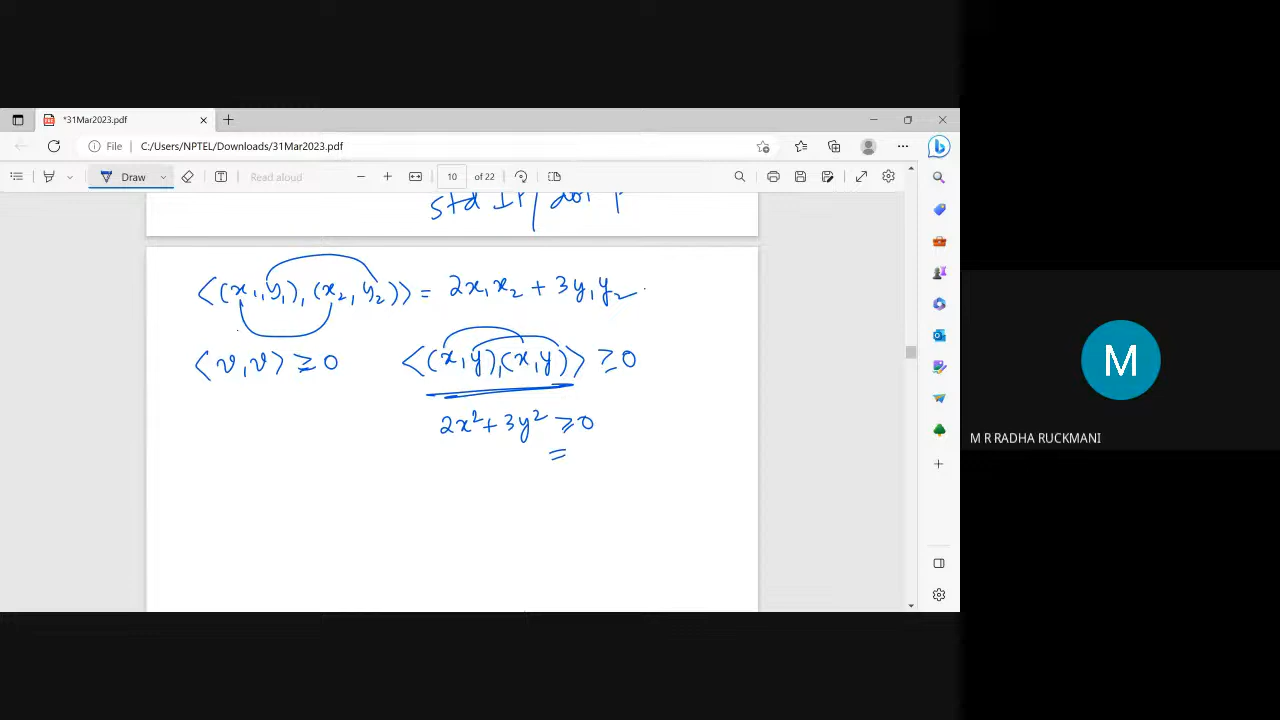 *31Mar2023.pdf
File C:/Users/NPTEL/Downloads/31Mar2023.pdf
Draw Read aloud 10 of 22
std IP/
⟨(x₁,y₁),(x₂,y₂)⟩ = 2x₁x₂ + 3y₁y₂
⟨v,v⟩ ≥ 0 ⟨(x,y),(x,y)⟩ ≥ 0
2x² + 3y² ≥ 0
=
M
M R RADHA RUCKMANI